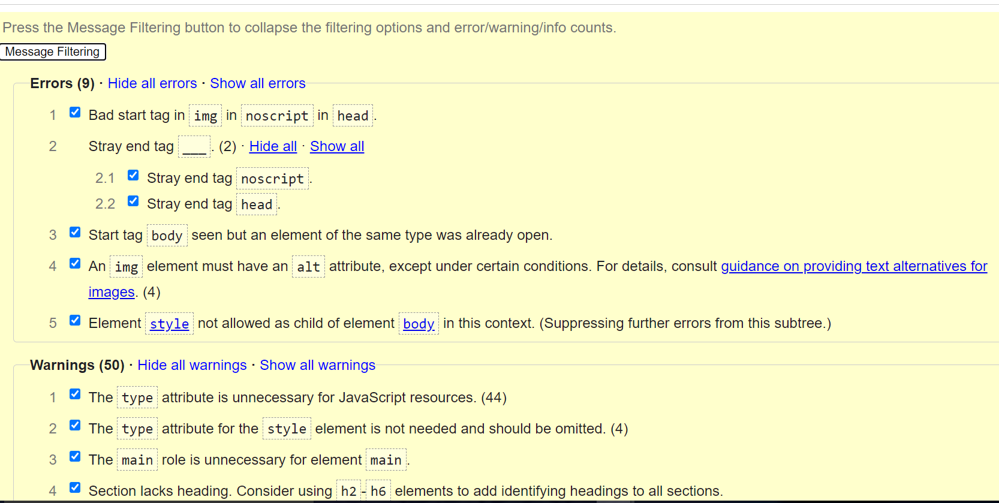 Press the Message Filtering button to collapse the filtering options and error/warning/info counts.
Message Filtering
Errors (9) · Hide all errors · Show all errors
1 Bad start tag in img in noscript in head.
2 Stray end tag ___. (2) · Hide all · Show all
2.1 Stray end tag noscript.
2.2 Stray end tag head.
3 Start tag body seen but an element of the same type was already open.
4 An img element must have an alt attribute, except under certain conditions. For details, consult guidance on providing text alternatives for
images. (4)
5 Element style not allowed as child of element body in this context. (Suppressing further errors from this subtree.)
Warnings (50) · Hide all warnings · Show all warnings
1 The type attribute is unnecessary for JavaScript resources. (44)
2 The type attribute for the style element is not needed and should be omitted. (4)
3 The main role is unnecessary for element main.
4 Section lacks heading. Consider using h2-h6 elements to add identifying headings to all sections.